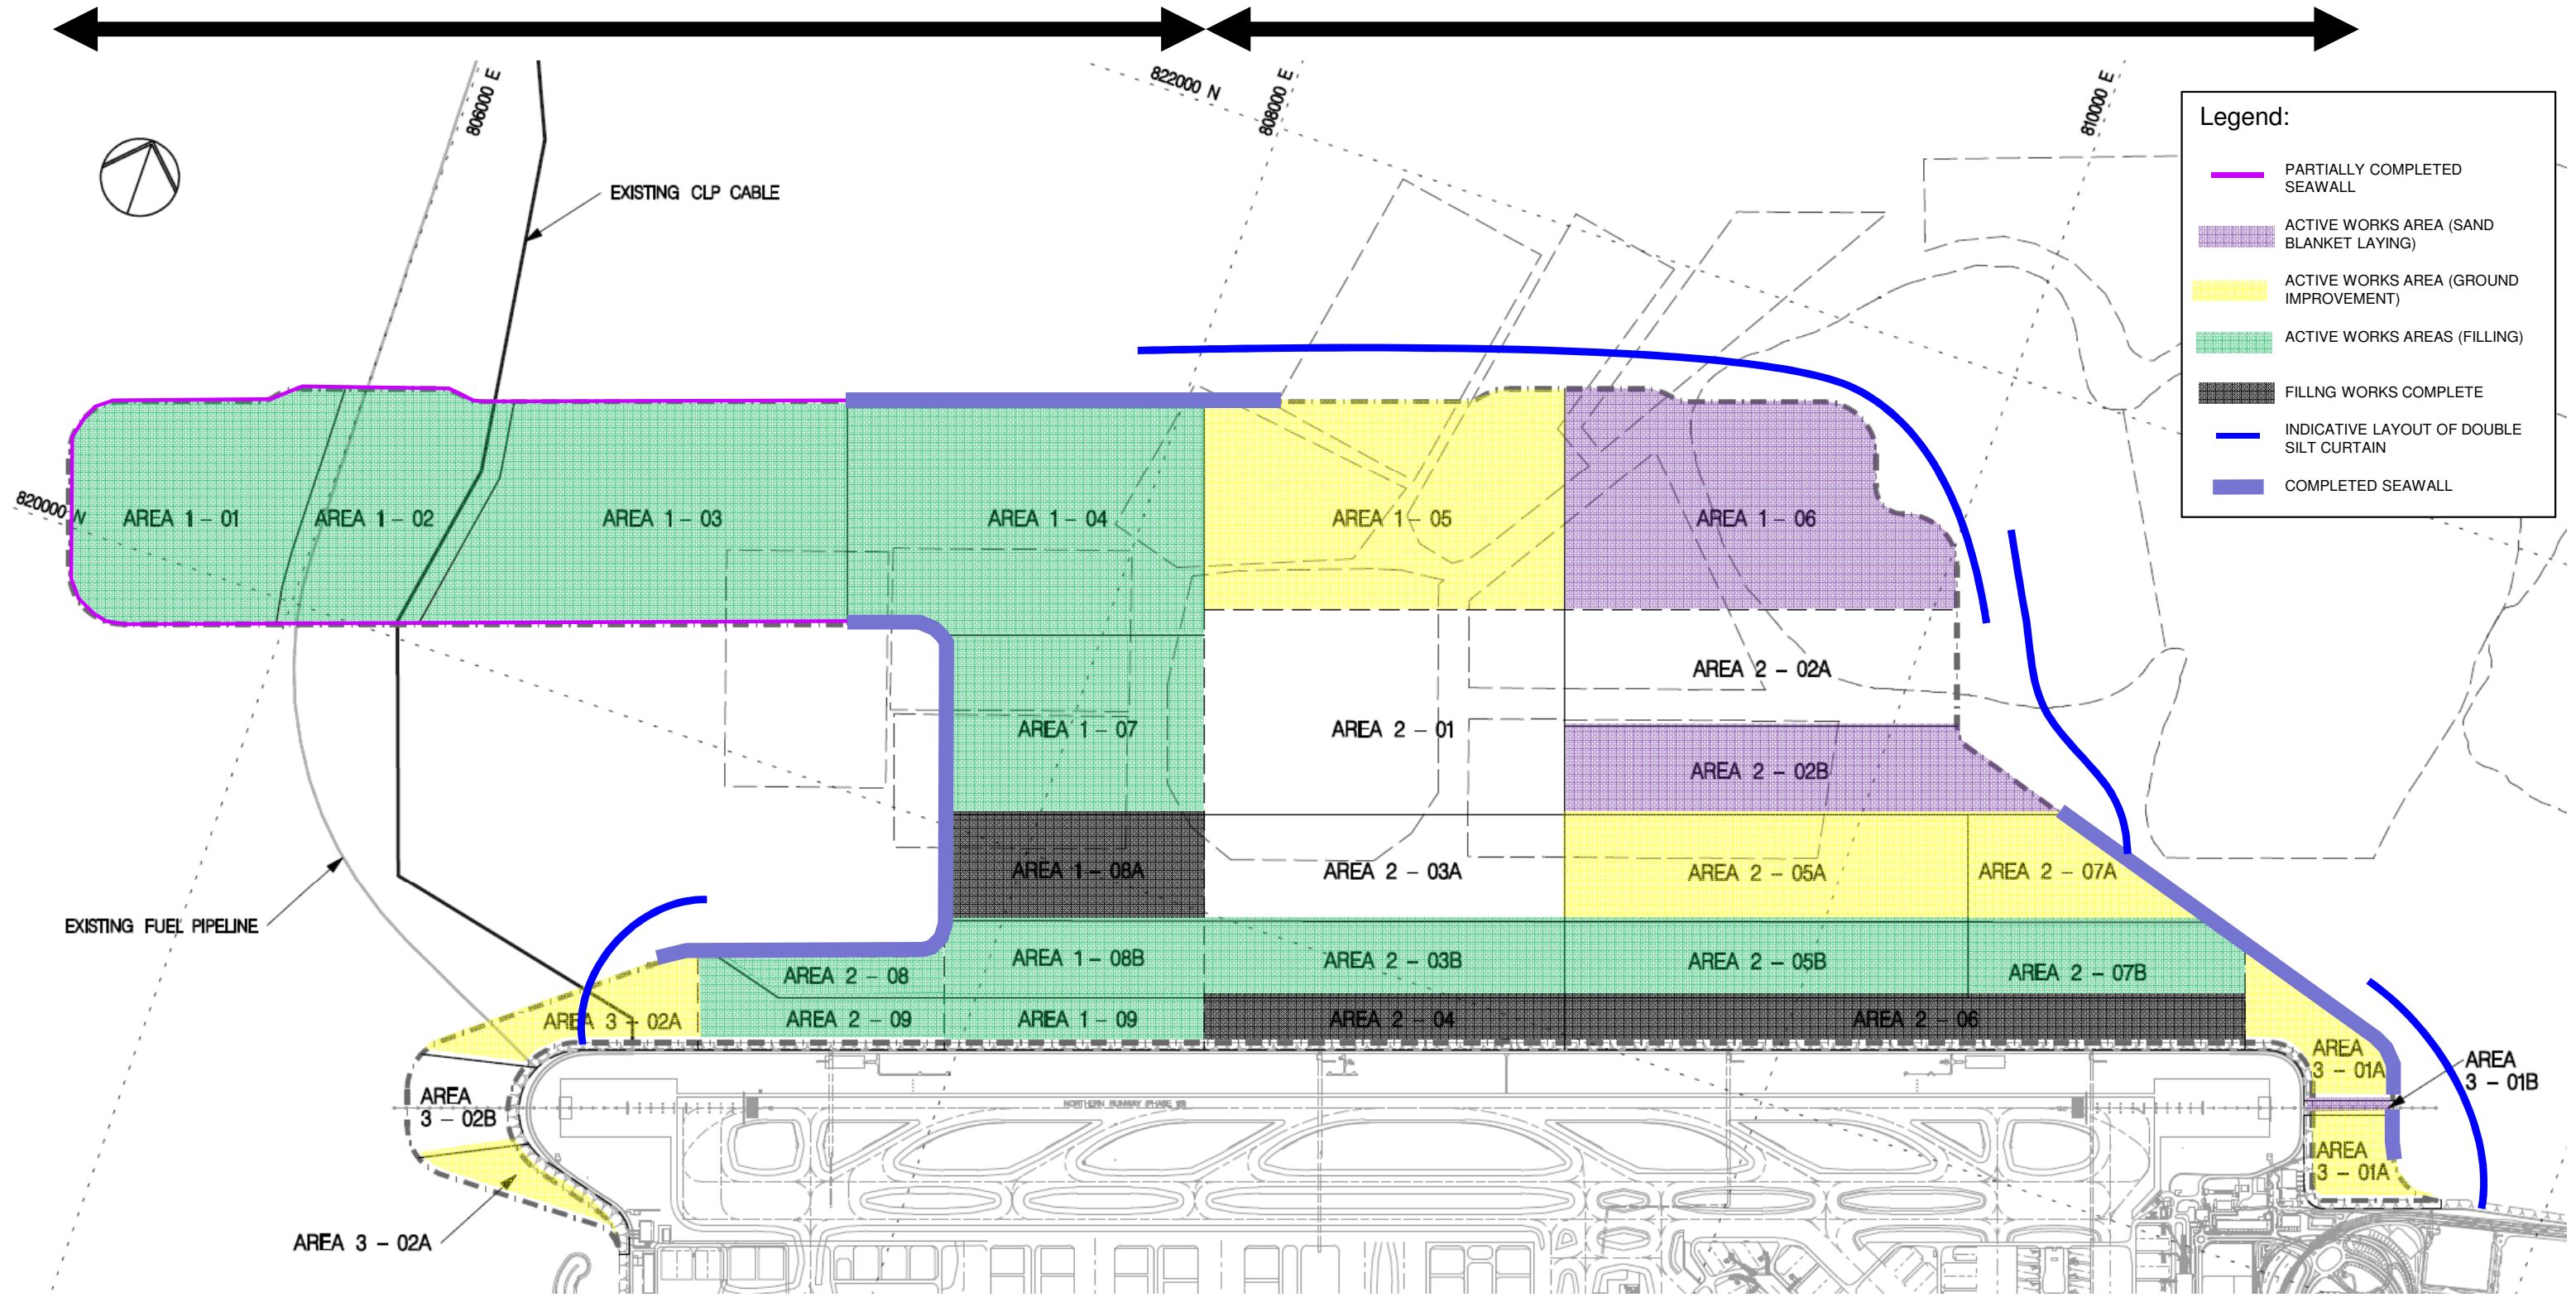 822000 N
806000 E
808000 E
810000 E
Legend:
PARTIALLY COMPLETED
SEAWALL
ACTIVE WORKS AREA (SAND
BLANKET LAYING)
ACTIVE WORKS AREA (GROUND
IMPROVEMENT)
ACTIVE WORKS AREAS (FILLING)
FILLNG WORKS COMPLETE
INDICATIVE LAYOUT OF DOUBLE
SILT CURTAIN
COMPLETED SEAWALL
EXISTING CLP CABLE
820000 N
AREA 1 - 01
AREA 1 - 02
AREA 1 - 03
AREA 1 - 04
AREA 1 - 05
AREA 1 - 06
AREA 2 - 02A
AREA 1 - 07
AREA 2 - 01
AREA 2 - 02B
AREA 1 - 08A
AREA 2 - 03A
AREA 2 - 05A
AREA 2 - 07A
EXISTING FUEL PIPELINE
AREA 2 - 08
AREA 1 - 08B
AREA 2 - 03B
AREA 2 - 05B
AREA 2 - 07B
AREA 3 - 02A
AREA 2 - 09
AREA 1 - 09
AREA 2 - 04
AREA 2 - 06
AREA
3 - 01A
AREA
3 - 01B
AREA
3 - 02B
NORTHERN RUNWAY (PHASE 1B)
AREA
3 - 01A
AREA 3 - 02A